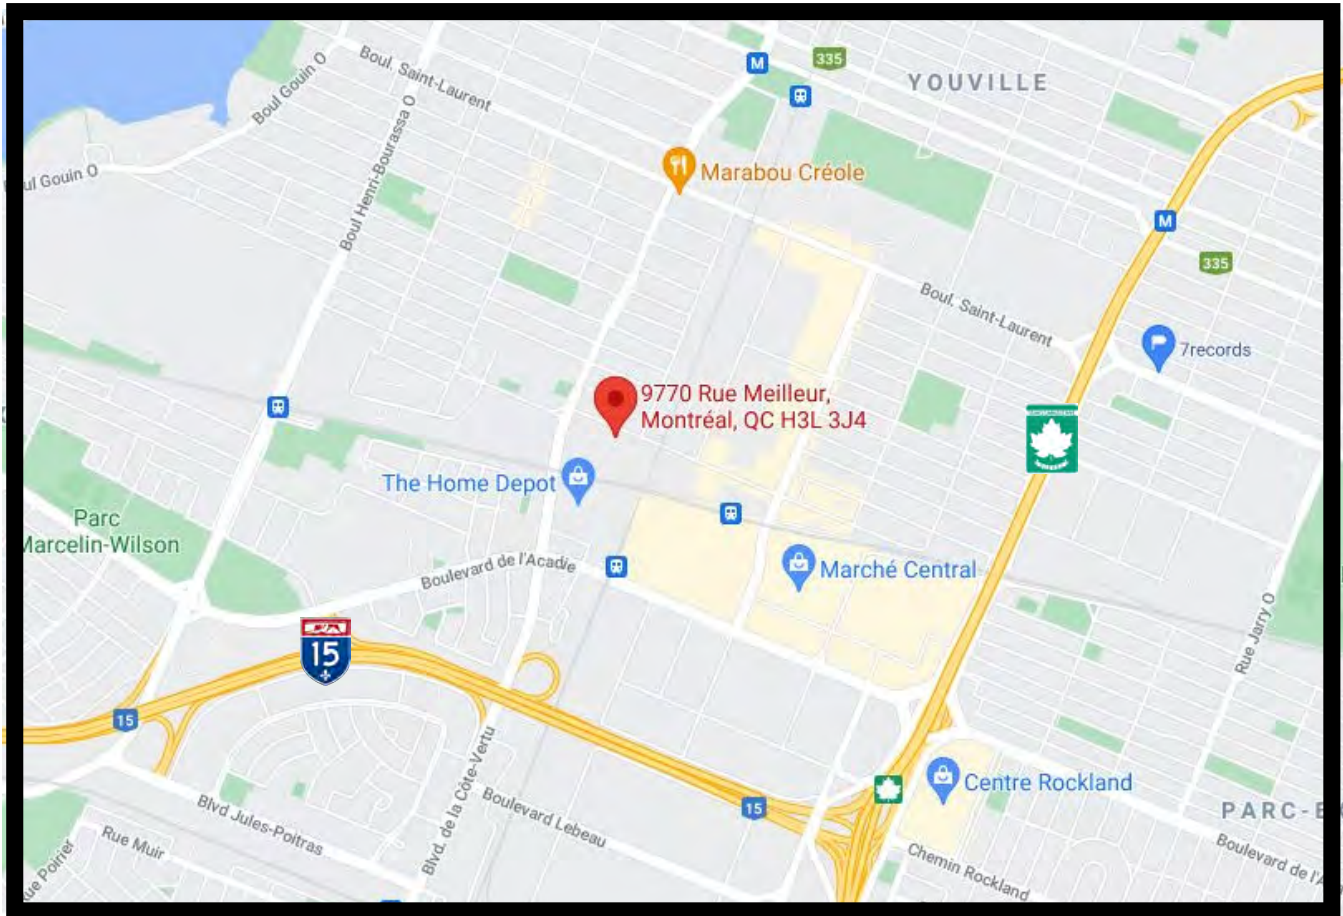 335
M
YOUVILLE
Boul. Saint-Laurent
Boul Gouin O
Boul Henri-Bourassa O
Marabou Créole
ul Gouin O
M
335
Boul. Saint-Laurent
7records
9770 Rue Meilleur,
Montréal, QC H3L 3J4
The Home Depot
Parc
Marcelin-Wilson
Boulevard de l'Acadie
Marché Central
Rue Jarry O
15
15
Blvd. de la Côte-Vertu
Centre Rockland
15
Boulevard Lebeau
Blvd Jules-Poitras
PARC-E
Rue Muir
ue Poirier
Chemin Rockland
Boulevard de l'A